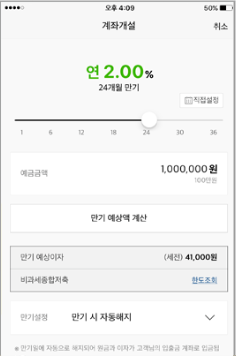 오후 4:09
50%
계좌개설
취소
연 2.00%
24개월 만기
직접설정
1 6 12 18 24 30 36
예금금액
1,000,000 원
100만원
만기 예상액 계산
만기 예상이자
(세전) 41,000원
비과세종합저축
한도조회
만기설정
만기 시 자동해지
※ 만기일에 자동으로 해지되어 원금과 이자가 고객님의 입출금 계좌로 입금됩